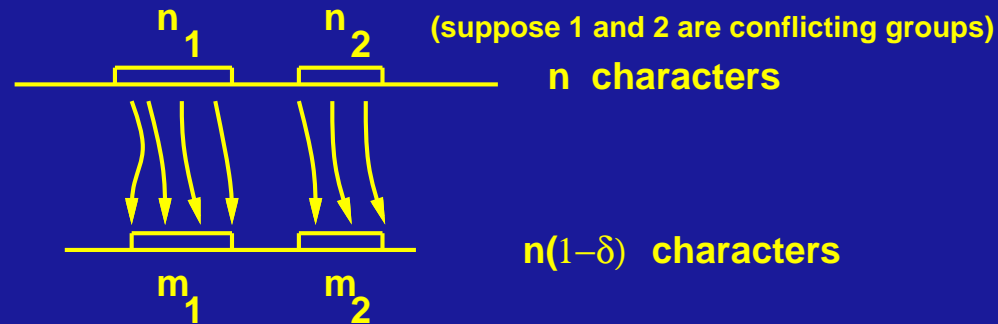 n1 n2 (suppose 1 and 2 are conflicting groups)
n characters
n(1−δ) characters
m1 m2